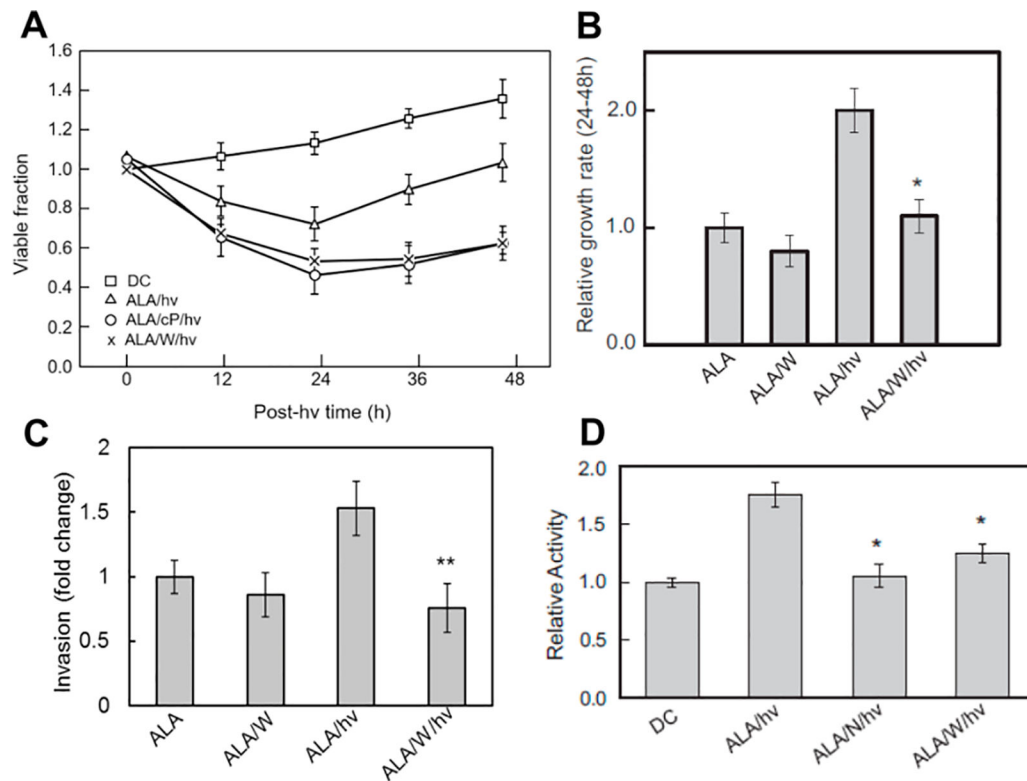 A
Viable fraction
1.6
1.4
1.2
1.0
0.8
0.6
0.4
0.2
0.0
DC
ALA/hv
ALA/cP/hv
ALA/W/hv
0 12 24 36 48
Post-hv time (h)
B
Relative growth rate (24-48h)
2.0
1.0
0.0
*
ALA ALA/W ALA/hv ALA/W/hv
C
Invasion (fold change)
2
1.5
1
0.5
0
**
ALA ALA/W ALA/hv ALA/W/hv
D
Relative Activity
2.0
1.5
1.0
0.5
0.0
* *
DC ALA/hv ALA/N/hv ALA/W/hv